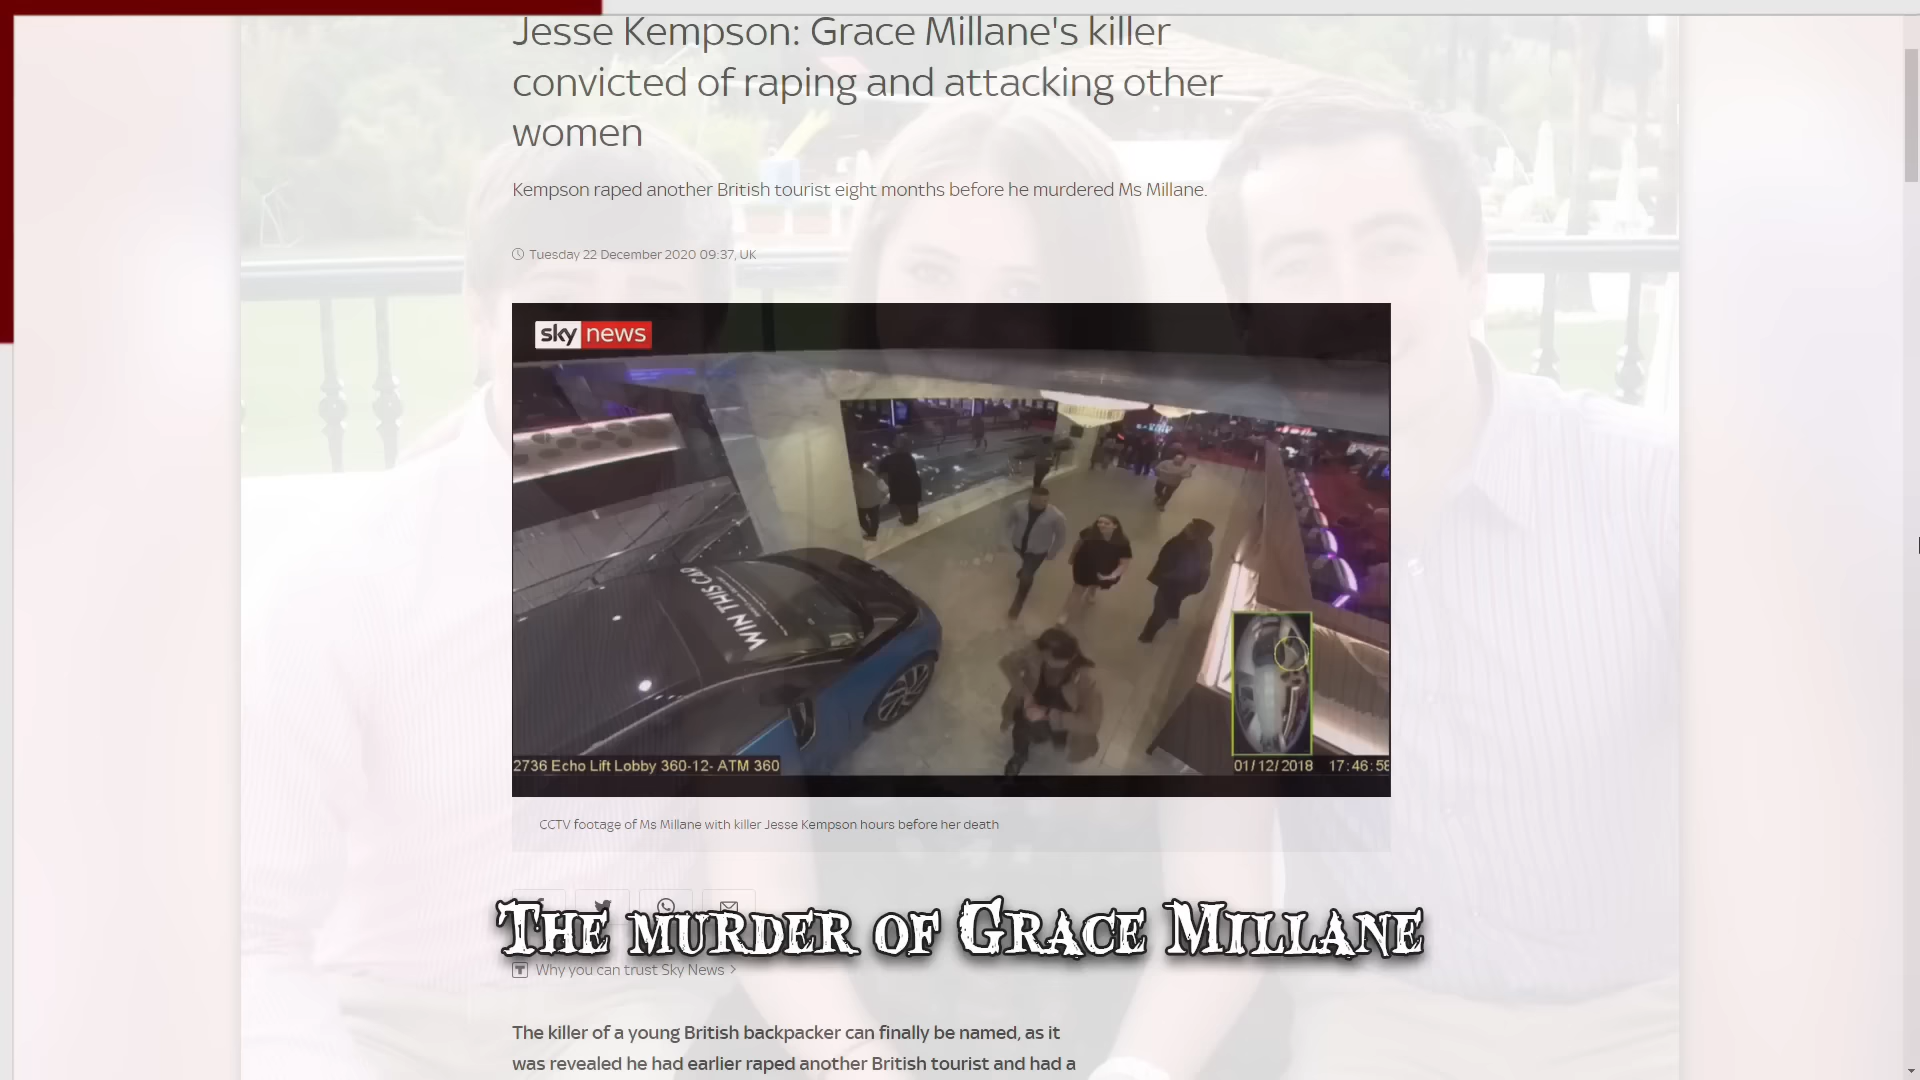 Jesse Kempson: Grace Millane's killer
convicted of raping and attacking other
women
Kempson raped another British tourist eight months before he murdered Ms Millane.
Tuesday 22 December 2020 09:37, UK
sky news
WIN THIS CAR
2736 Echo Lift Lobby 360-12- ATM 360
01/12/2018 17:46:58
CCTV footage of Ms Millane with killer Jesse Kempson hours before her death
The murder of Grace Millane
Why you can trust Sky News >
The killer of a young British backpacker can finally be named, as it
was revealed he had earlier raped another British tourist and had a